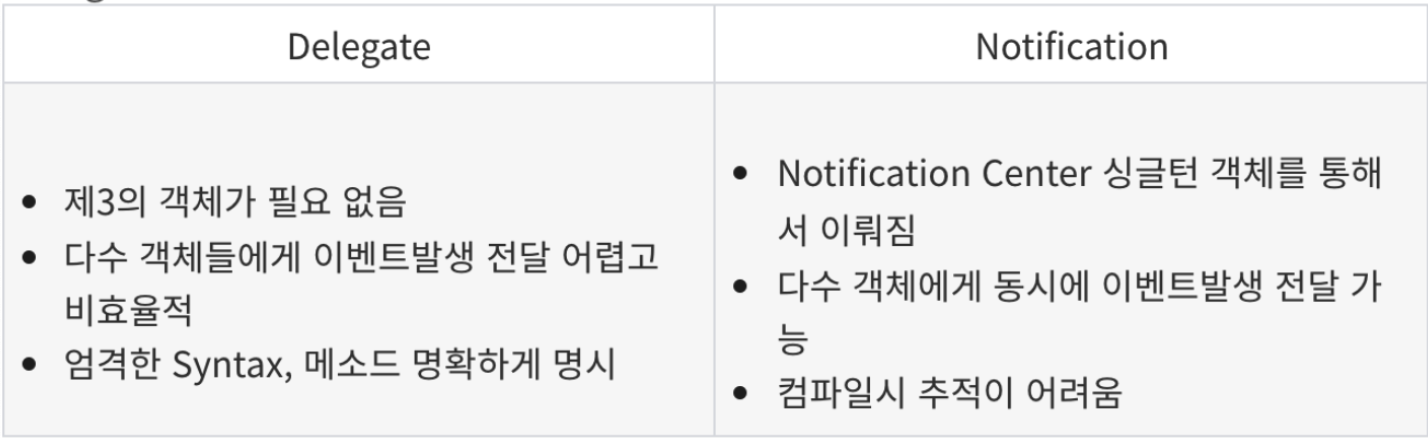 Delegate
Notification
• 제3의 객체가 필요 없음
• 다수 객체들에게 이벤트발생 전달 어렵고
비효율적
• 엄격한 Syntax, 메소드 명확하게 명시
• Notification Center 싱글턴 객체를 통해
서 이뤄짐
• 다수 객체에게 동시에 이벤트발생 전달 가
능
• 컴파일시 추적이 어려움